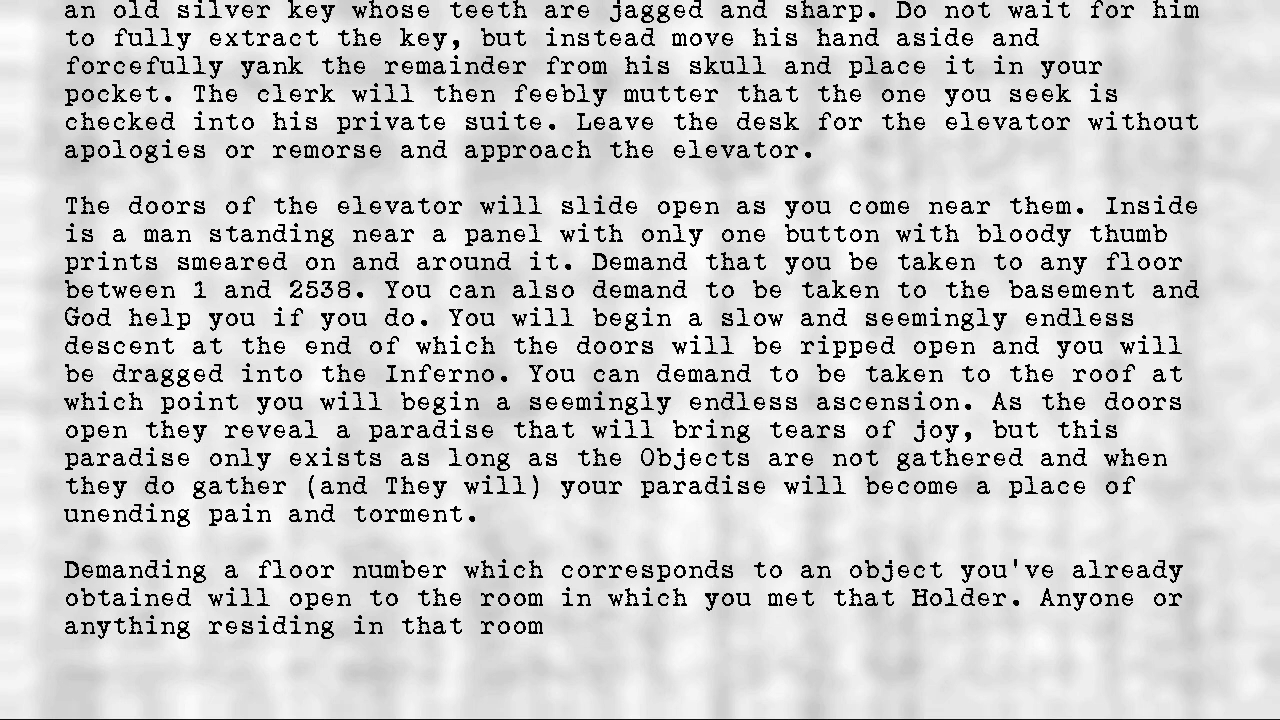 an old silver key whose teeth are jagged and sharp. Do not wait for him
to fully extract the key, but instead move his hand aside and
forcefully yank the remainder from his skull and place it in your
pocket. The clerk will then feebly mutter that the one you seek is
checked into his private suite. Leave the desk for the elevator without
apologies or remorse and approach the elevator.

The doors of the elevator will slide open as you come near them. Inside
is a man standing near a panel with only one button with bloody thumb
prints smeared on and around it. Demand that you be taken to any floor
between 1 and 2538. You can also demand to be taken to the basement and
God help you if you do. You will begin a slow and seemingly endless
descent at the end of which the doors will be ripped open and you will
be dragged into the Inferno. You can demand to be taken to the roof at
which point you will begin a seemingly endless ascension. As the doors
open they reveal a paradise that will bring tears of joy, but this
paradise only exists as long as the Objects are not gathered and when
they do gather (and They will) your paradise will become a place of
unending pain and torment.

Demanding a floor number which corresponds to an object you've already
obtained will open to the room in which you met that Holder. Anyone or
anything residing in that room